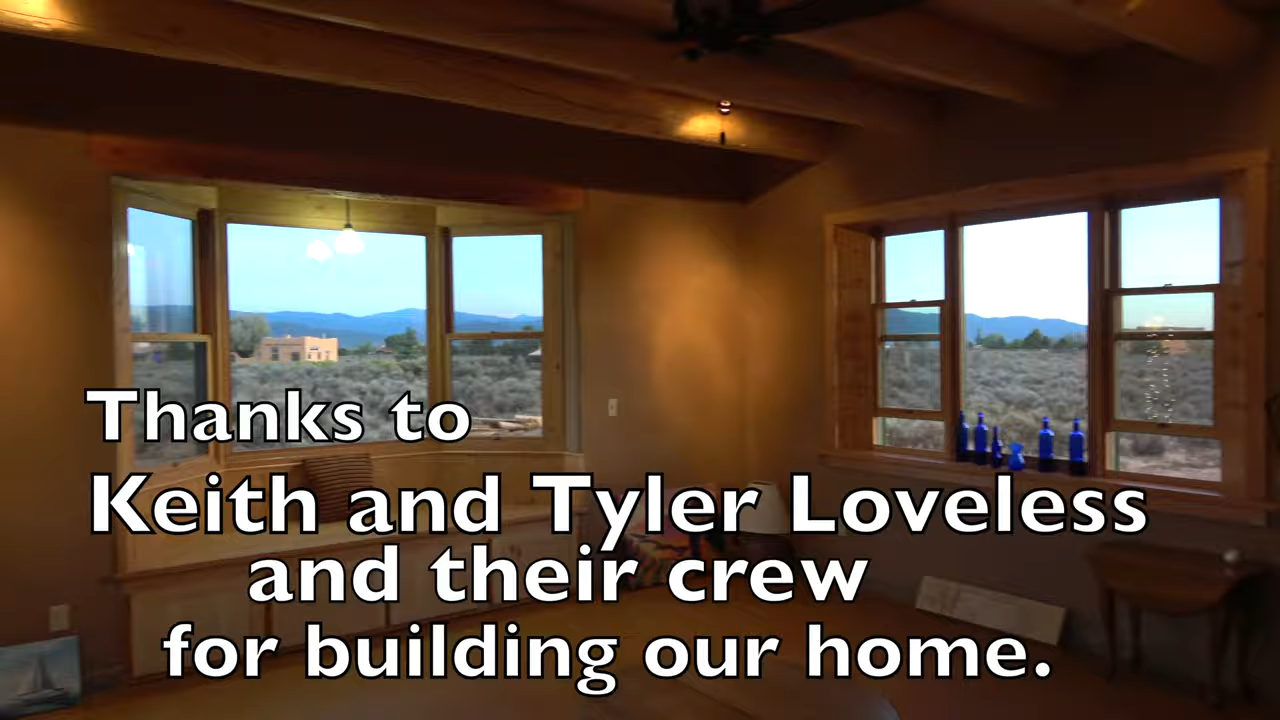 Thanks to
Keith and Tyler Loveless
and their crew
for building our home.